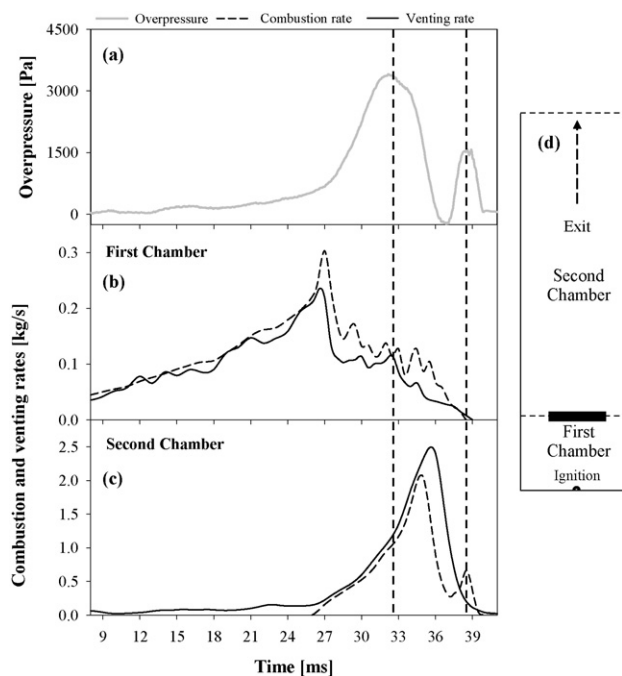 Overpressure Combustion rate Venting rate
4500
(a)
3000
1500
0
Overpressure [Pa]
First Chamber
0.3
(b)
0.2
0.1
0.0
Second Chamber
2.5
(c)
2.0
1.5
1.0
0.5
0.0
Combustion and venting rates [kg/s]
9 12 15 18 21 24 27 30 33 36 39
Time [ms]
(d)
Exit
Second
Chamber
First
Chamber
Ignition